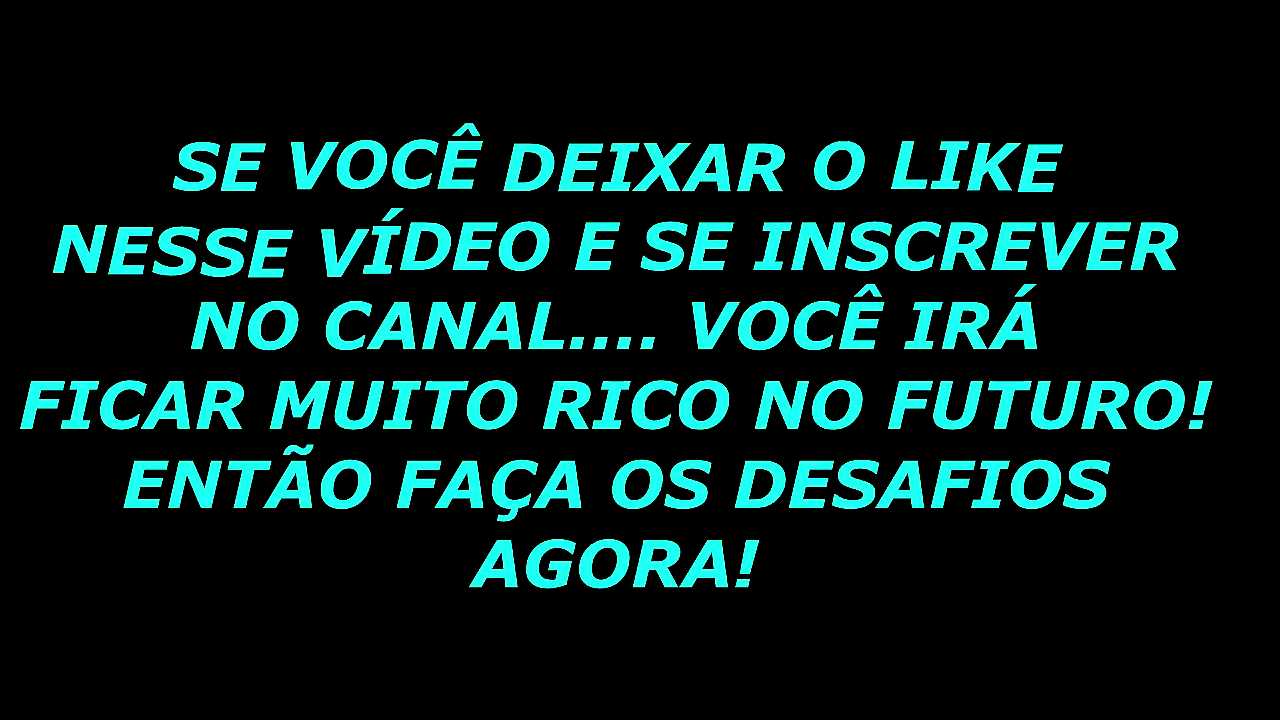 SE VOCÊ DEIXAR O LIKE
NESSE VÍDEO E SE INSCREVER
NO CANAL.... VOCÊ IRÁ
FICAR MUITO RICO NO FUTURO!
ENTÃO FAÇA OS DESAFIOS
AGORA!